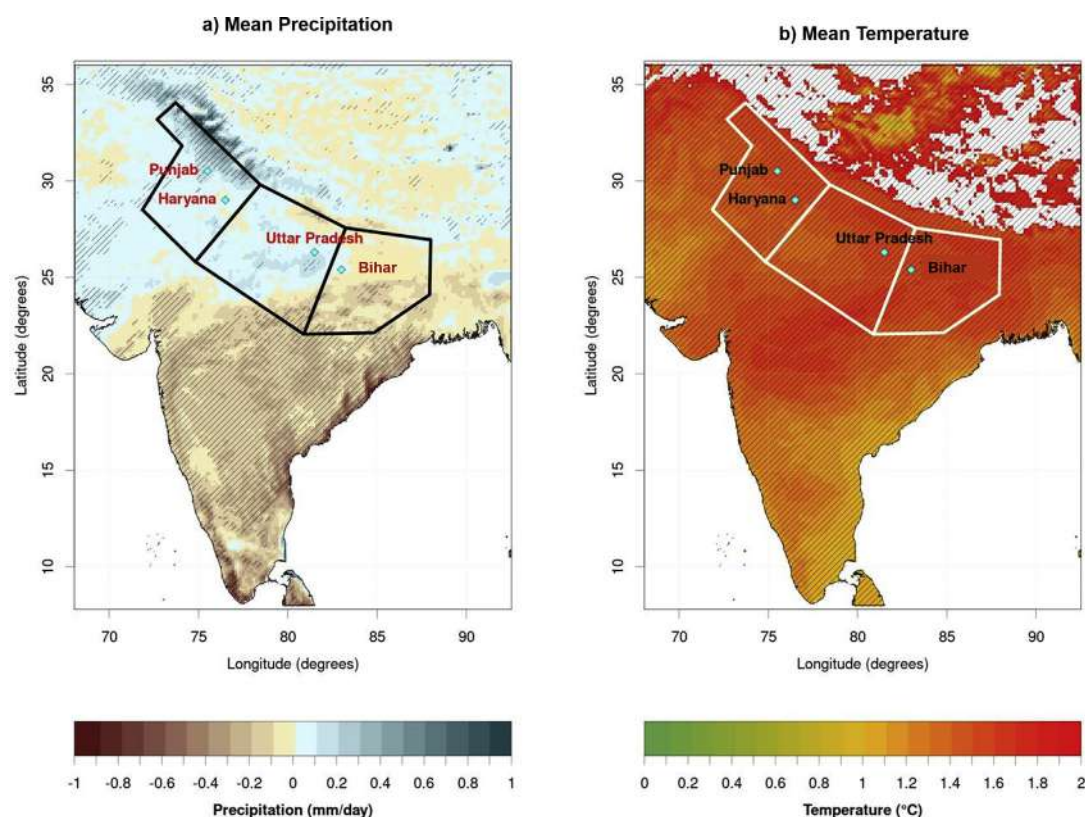 a) Mean Precipitation
b) Mean Temperature
Latitude (degrees)
35
30
25
20
15
10
Punjab
Haryana
Uttar Pradesh
Bihar
70 75 80 85 90
Longitude (degrees)
Latitude (degrees)
35
30
25
20
15
10
Punjab
Haryana
Uttar Pradesh
Bihar
70 75 80 85 90
Longitude (degrees)
-1 -0.8 -0.6 -0.4 -0.2 0 0.2 0.4 0.6 0.8 1
Precipitation (mm/day)
0 0.2 0.4 0.6 0.8 1 1.2 1.4 1.6 1.8 2
Temperature (°C)